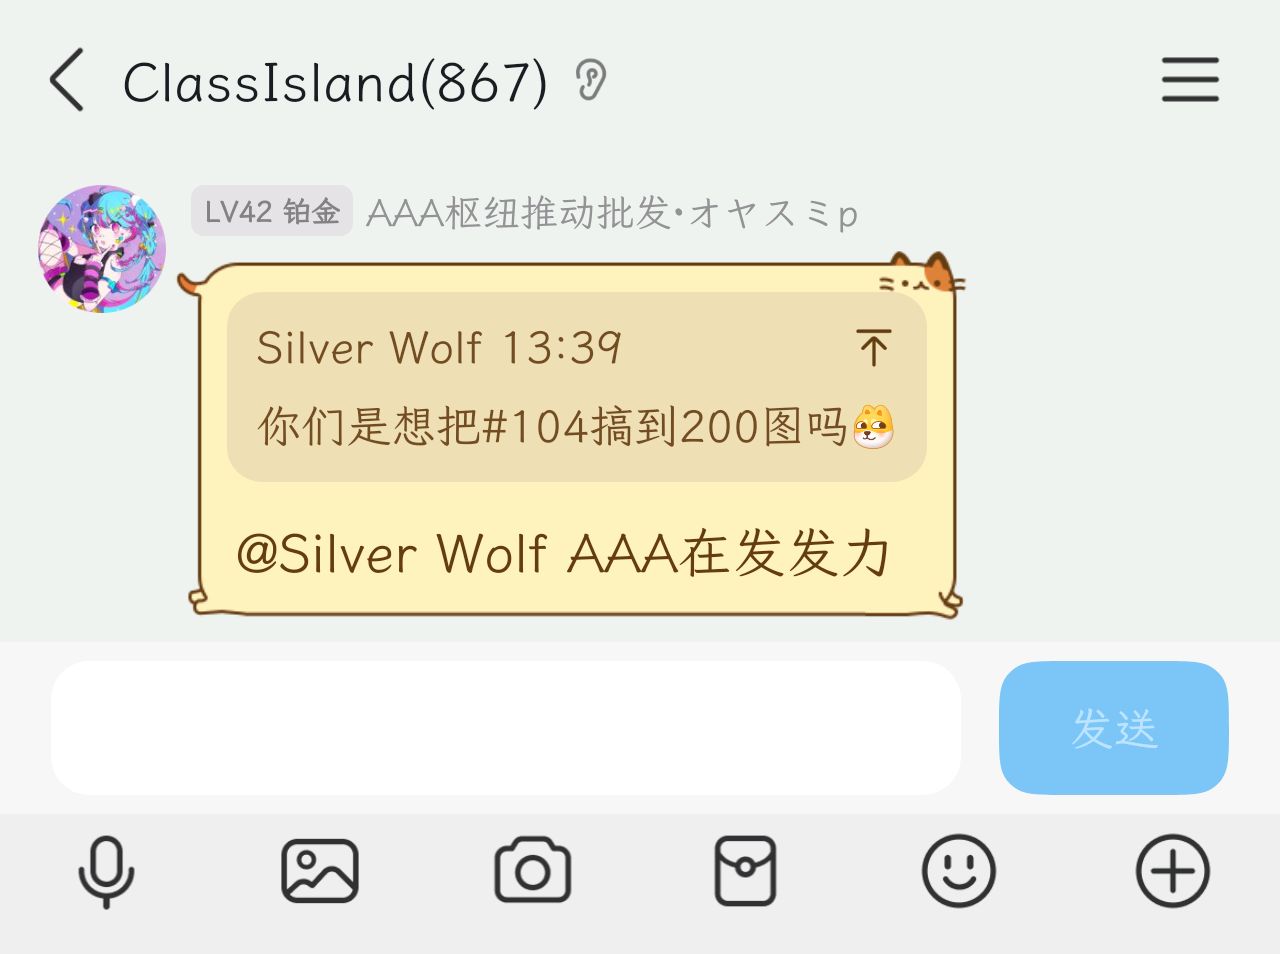 ClassIsland(867)
LV42 铂金 AAA枢纽推动批发•オヤスミp
Silver Wolf 13:39
你们是想把#104搞到200图吗
@Silver Wolf AAA在发发力
发送